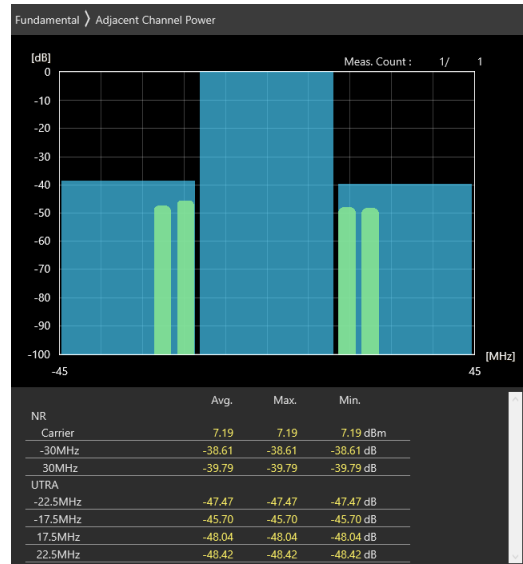 Fundamental 〉 Adjacent Channel Power
[dB]
Meas. Count : 1/ 1
0
-10
-20
-30
-40
-50
-60
-70
-80
-90
-100
[MHz]
-45 45
Avg. Max. Min.
NR
Carrier 7.19 7.19 7.19 dBm
-30MHz -38.61 -38.61 -38.61 dB
30MHz -39.79 -39.79 -39.79 dB
UTRA
-22.5MHz -47.47 -47.47 -47.47 dB
-17.5MHz -45.70 -45.70 -45.70 dB
17.5MHz -48.04 -48.04 -48.04 dB
22.5MHz -48.42 -48.42 -48.42 dB